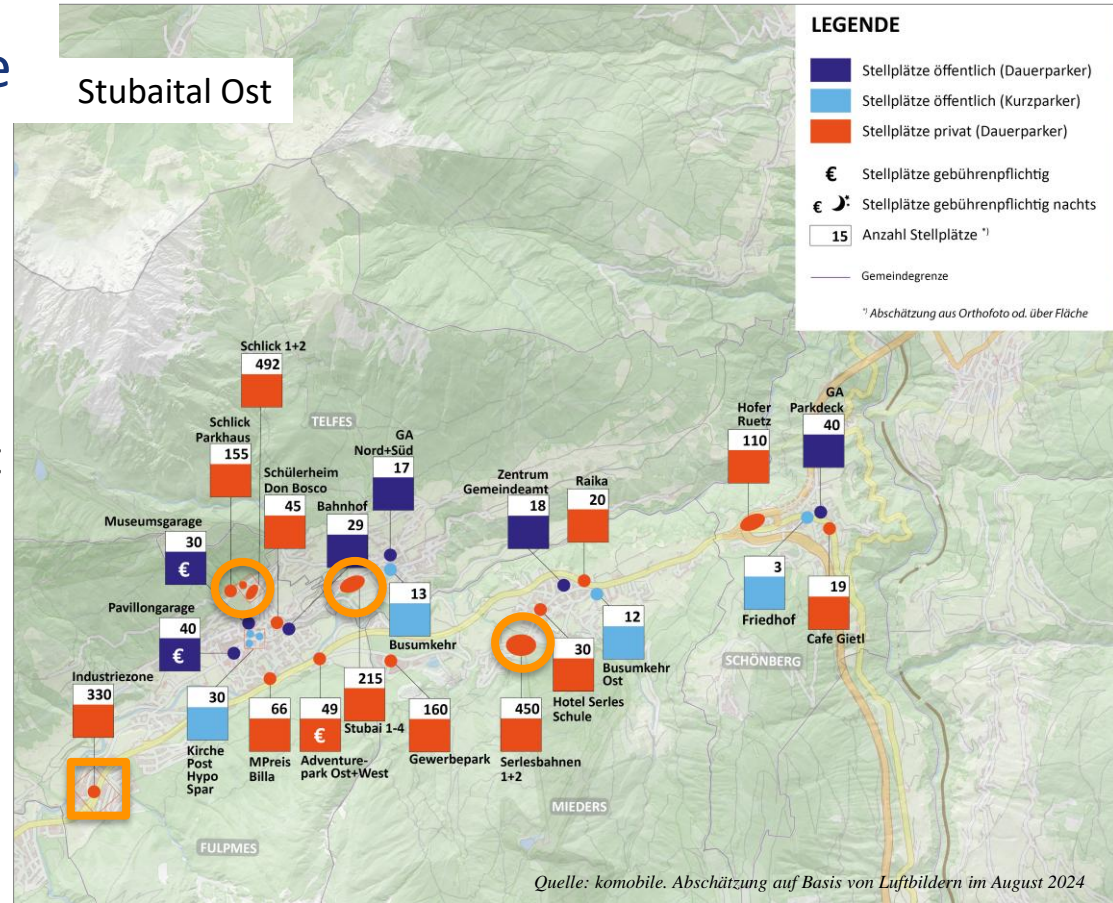 e
Stubaital Ost
LEGENDE
Stellplätze öffentlich (Dauerparker)
Stellplätze öffentlich (Kurzparker)
Stellplätze privat (Dauerparker)
€ Stellplätze gebührenpflichtig
€ Stellplätze gebührenpflichtig nachts
15 Anzahl Stellplätze *)
Gemeindegrenze
*) Abschätzung aus Orthofoto od. über Fläche
Schlick 1+2
492
TELFES
Schlick
Parkhaus
155
Schülerheim
Don Bosco
45
Bahnhof
29
GA
Nord+Süd
17
Zentrum
Gemeindeamt
18
Raika
20
Hofer
Ruetz
110
GA
Parkdeck
40
Museumsgarage
30
€
Pavillongarage
40
€
Industriezone
330
30
Kirche
Post
Hypo
Spar
66
MPreis
Billa
49
€
Adventure-
park Ost+West
215
Stubai 1-4
13
Busumkehr
160
Gewerbepark
450
Serlesbahnen
1+2
30
Hotel Serles
Schule
12
Busumkehr
Ost
3
Friedhof
19
Cafe Gietl
SCHÖNBERG
MIEDERS
FULPMES
Quelle: komobile. Abschätzung auf Basis von Luftbildern im August 2024